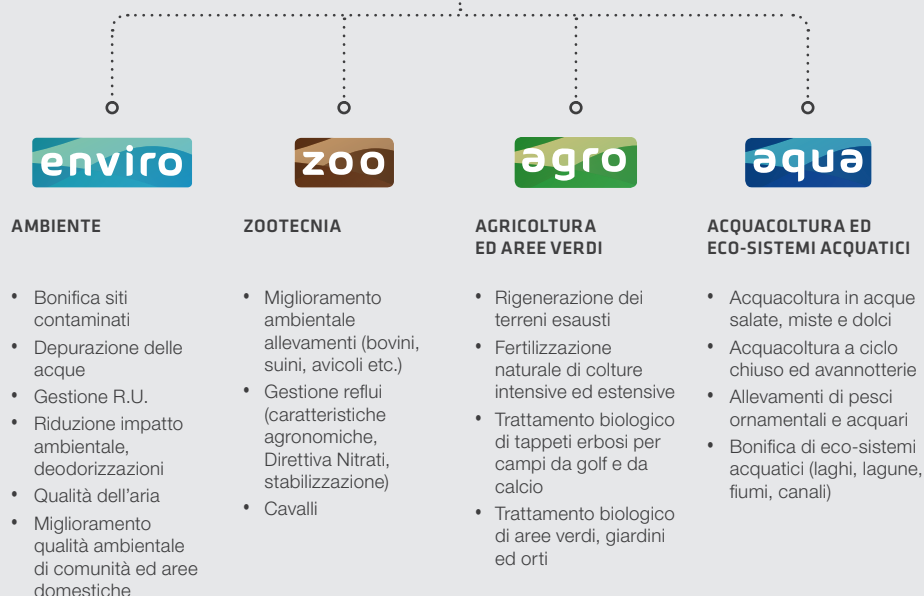 enviro
AMBIENTE
• Bonifica siti
contaminati
• Depurazione delle
acque
• Gestione R.U.
• Riduzione impatto
ambientale,
deodorizzazioni
• Qualità dell'aria
• Miglioramento
qualità ambientale
di comunità ed aree
domestiche
zoo
ZOOTECNIA
• Miglioramento
ambientale
allevamenti (bovini,
suini, avicoli etc.)
• Gestione reflui
(caratteristiche
agronomiche,
Direttiva Nitrati,
stabilizzazione)
• Cavalli
agro
AGRICOLTURA
ED AREE VERDI
• Rigenerazione dei
terreni esausti
• Fertilizzazione
naturale di colture
intensive ed estensive
• Trattamento biologico
di tappeti erbosi per
campi da golf e da
calcio
• Trattamento biologico
di aree verdi, giardini
ed orti
aqua
ACQUACOLTURA ED
ECO-SISTEMI ACQUATICI
• Acquacoltura in acque
salate, miste e dolci
• Acquacoltura a ciclo
chiuso ed avannotterie
• Allevamenti di pesci
ornamentali e acquari
• Bonifica di eco-sistemi
acquatici (laghi, lagune,
fiumi, canali)